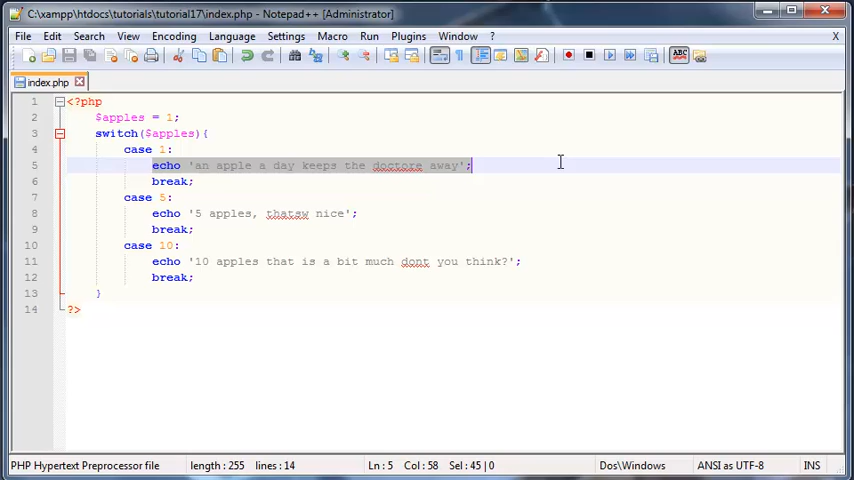 C:\xampp\htdocs\tutorials\tutorial17\index.php - Notepad++ [Administrator]
File Edit Search View Encoding Language Settings Macro Run Plugins Window ? X
ABC
index.php
1 <?php
2 $apples = 1;
3 switch($apples){
4 case 1:
5 echo 'an apple a day keeps the doctore away';
6 break;
7 case 5:
8 echo '5 apples, thatsw nice';
9 break;
10 case 10:
11 echo '10 apples that is a bit much dont you think?';
12 break;
13 }
14 ?>
PHP Hypertext Preprocessor file length : 255 lines : 14 Ln : 5 Col : 58 Sel : 45 | 0 Dos\Windows ANSI as UTF-8 INS